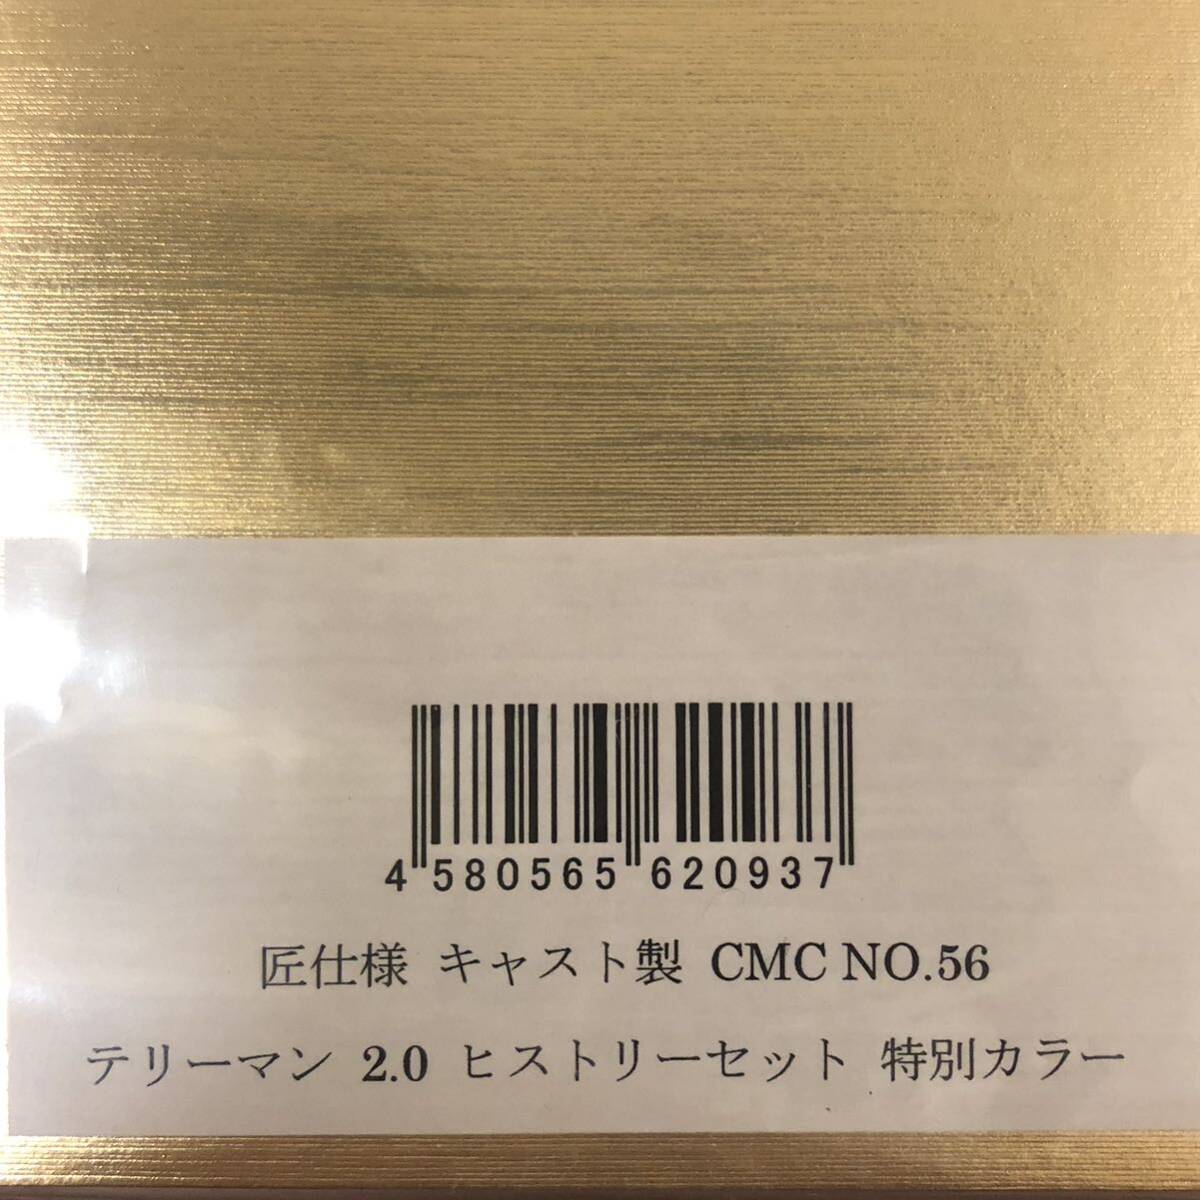 4 580565 620937
匠仕様 キャスト製 CMC NO.56
テリーマン 2.0 ヒストリーセット 特別カラー